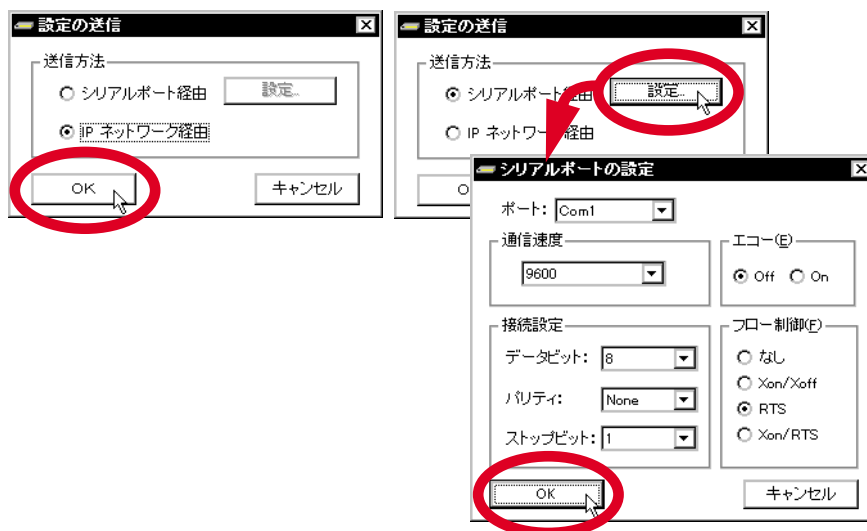 設定の送信
送信方法
シリアルポート経由 設定...
IP ネットワーク経由
OK キャンセル
設定の送信
送信方法
シリアルポート経由 設定...
IP ネットワーク経由
シリアルポートの設定
ポート: Com1
通信速度
9600
エコー(E)
Off On
接続設定
データビット: 8
パリティ: None
ストップビット: 1
フロー制御(F)
なし
Xon/Xoff
RTS
Xon/RTS
OK キャンセル